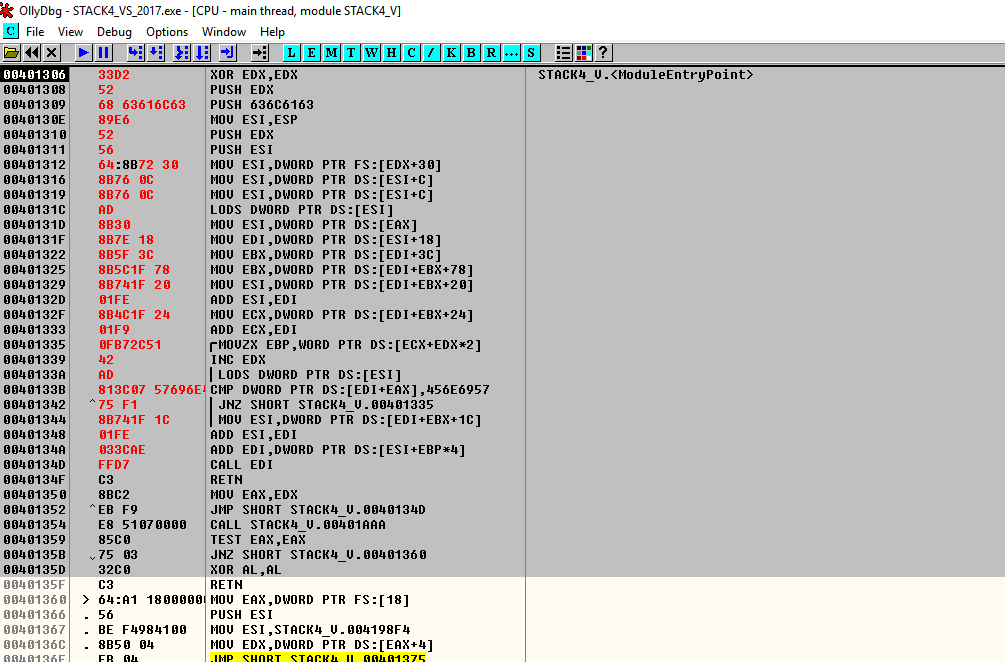 OllyDbg - STACK4_VS_2017.exe - [CPU - main thread, module STACK4_V]
C File View Debug Options Window Help
L E M T W H C / K B R ... S ?
00401306 33D2 XOR EDX,EDX STACK4_V.<ModuleEntryPoint>
00401308 52 PUSH EDX
00401309 68 63616C63 PUSH 636C6163
0040130E 89E6 MOV ESI,ESP
00401310 52 PUSH EDX
00401311 56 PUSH ESI
00401312 64:8B72 30 MOV ESI,DWORD PTR FS:[EDX+30]
00401316 8B76 0C MOV ESI,DWORD PTR DS:[ESI+C]
00401319 8B76 0C MOV ESI,DWORD PTR DS:[ESI+C]
0040131C AD LODS DWORD PTR DS:[ESI]
0040131D 8B30 MOV ESI,DWORD PTR DS:[EAX]
0040131F 8B7E 18 MOV EDI,DWORD PTR DS:[ESI+18]
00401322 8B5F 3C MOV EBX,DWORD PTR DS:[EDI+3C]
00401325 8B5C1F 78 MOV EBX,DWORD PTR DS:[EDI+EBX+78]
00401329 8B741F 20 MOV ESI,DWORD PTR DS:[EDI+EBX+20]
0040132D 01FE ADD ESI,EDI
0040132F 8B4C1F 24 MOV ECX,DWORD PTR DS:[EDI+EBX+24]
00401333 01F9 ADD ECX,EDI
00401335 0FB72C51 MOVZX EBP,WORD PTR DS:[ECX+EDX*2]
00401339 42 INC EDX
0040133A AD LODS DWORD PTR DS:[ESI]
0040133B 813C07 57696E4 CMP DWORD PTR DS:[EDI+EAX],456E6957
00401342 ^75 F1 JNZ SHORT STACK4_V.00401335
00401344 8B741F 1C MOV ESI,DWORD PTR DS:[EDI+EBX+1C]
00401348 01FE ADD ESI,EDI
0040134A 033CAE ADD EDI,DWORD PTR DS:[ESI+EBP*4]
0040134D FFD7 CALL EDI
0040134F C3 RETN
00401350 8BC2 MOV EAX,EDX
00401352 ^EB F9 JMP SHORT STACK4_V.0040134D
00401354 E8 51070000 CALL STACK4_V.00401AAA
00401359 85C0 TEST EAX,EAX
0040135B 75 03 JNZ SHORT STACK4_V.00401360
0040135D 32C0 XOR AL,AL
0040135F C3 RETN
00401360 > 64:A1 1800000 MOV EAX,DWORD PTR FS:[18]
00401366 . 56 PUSH ESI
00401367 . BE F4984100 MOV ESI,STACK4_V.004198F4
0040136C . 8B50 04 MOV EDX,DWORD PTR DS:[EAX+4]
0040136F . EB 04 JMP SHORT STACK4_V.00401375